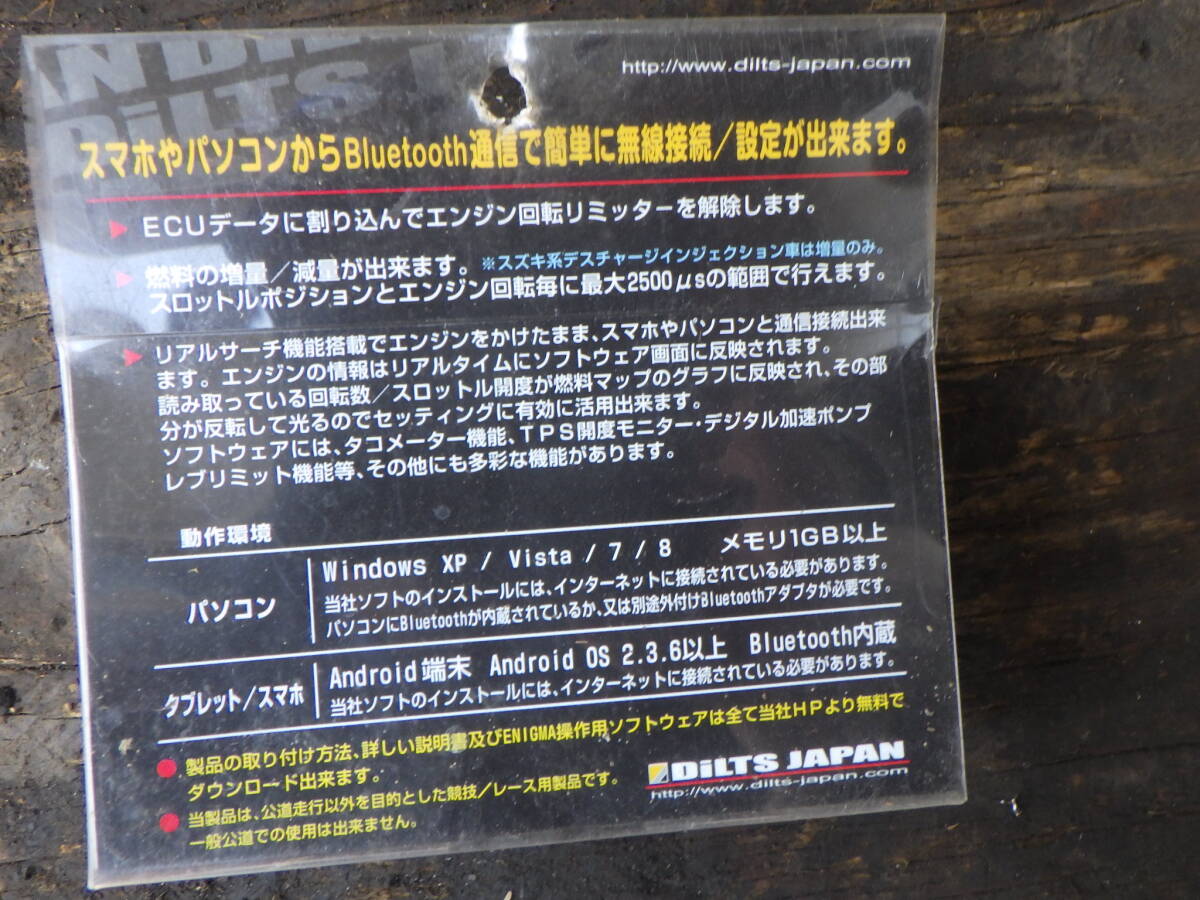 AN DiL
DiLTS J
http://www.dilts-japan.com
スマホやパソコンからBluetooth通信で簡単に無線接続／設定が出来ます。
ECUデータに割り込んでエンジン回転リミッターを解除します。
燃料の増量／減量が出来ます。 ※スズキ系デスチャージインジェクション車は増量のみ。
スロットルポジションとエンジン回転毎に最大2500μsの範囲で行えます。
リアルサーチ機能搭載でエンジンをかけたまま、スマホやパソコンと通信接続出来
ます。エンジンの情報はリアルタイムにソフトウェア画面に反映されます。
読み取っている回転数／スロットル開度が燃料マップのグラフに反映され、その部
分が反転して光るのでセッティングに有効に活用出来ます。
ソフトウェアには、タコメーター機能、TPS開度モニター・デジタル加速ポンプ
レブリミット機能等、その他にも多彩な機能があります。
動作環境
パソコン
Windows XP / Vista / 7 / 8 メモリ1GB以上
当社ソフトのインストールには、インターネットに接続されている必要があります。
パソコンにBluetoothが内蔵されているか、又は別途外付けBluetoothアダプタが必要です。
タブレット/スマホ
Android端末 Android OS 2.3.6以上 Bluetooth内蔵
当社ソフトのインストールには、インターネットに接続されている必要があります。
製品の取り付け方法、詳しい説明書及びENIGMA操作用ソフトウェアは全て当社HPより無料で
ダウンロード出来ます。
当製品は、公道走行以外を目的とした競技／レース用製品です。
一般公道での使用は出来ません。
DiLTS JAPAN
http://www.dilts-japan.com